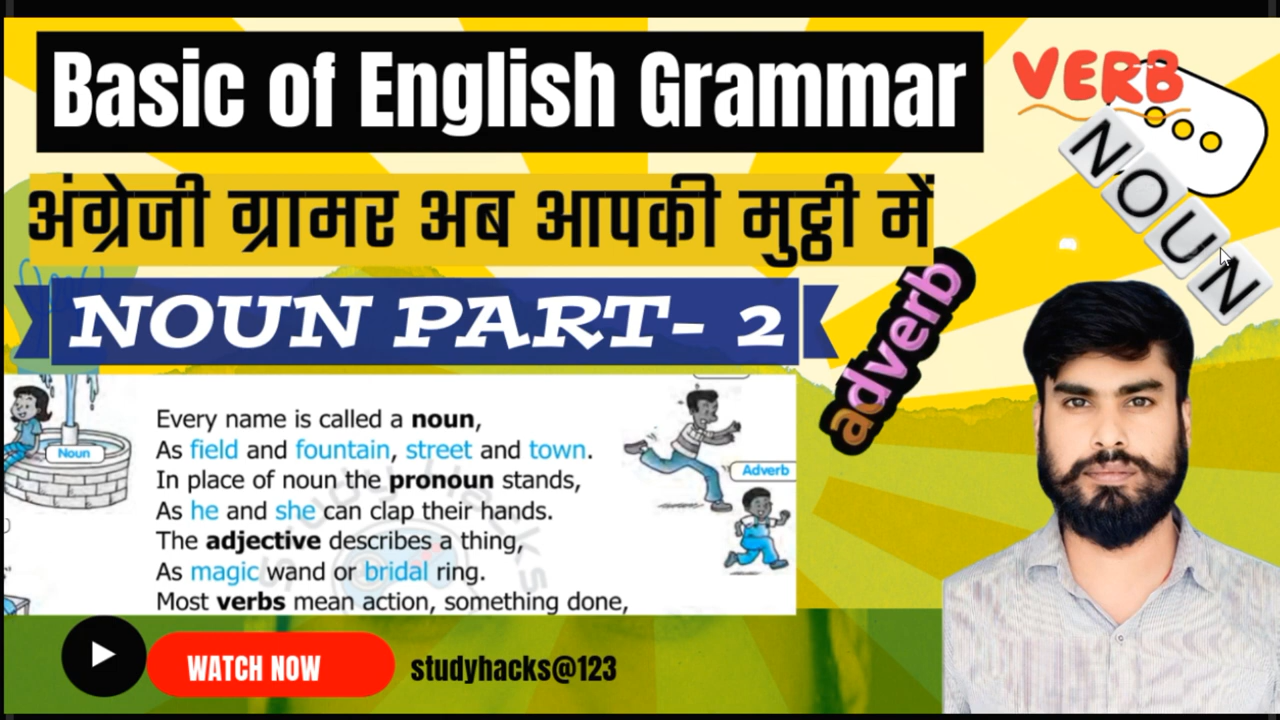 Basic of English Grammar
VERB
NOUN
अंग्रेजी ग्रामर अब आपकी मुट्ठी में
NOUN PART- 2
adverb
Every name is called a noun,
As field and fountain, street and town.
In place of noun the pronoun stands,
As he and she can clap their hands.
The adjective describes a thing,
As magic wand or bridal ring.
Most verbs mean action, something done,
Noun
Adverb
Study Hacks
WATCH NOW
studyhacks@123